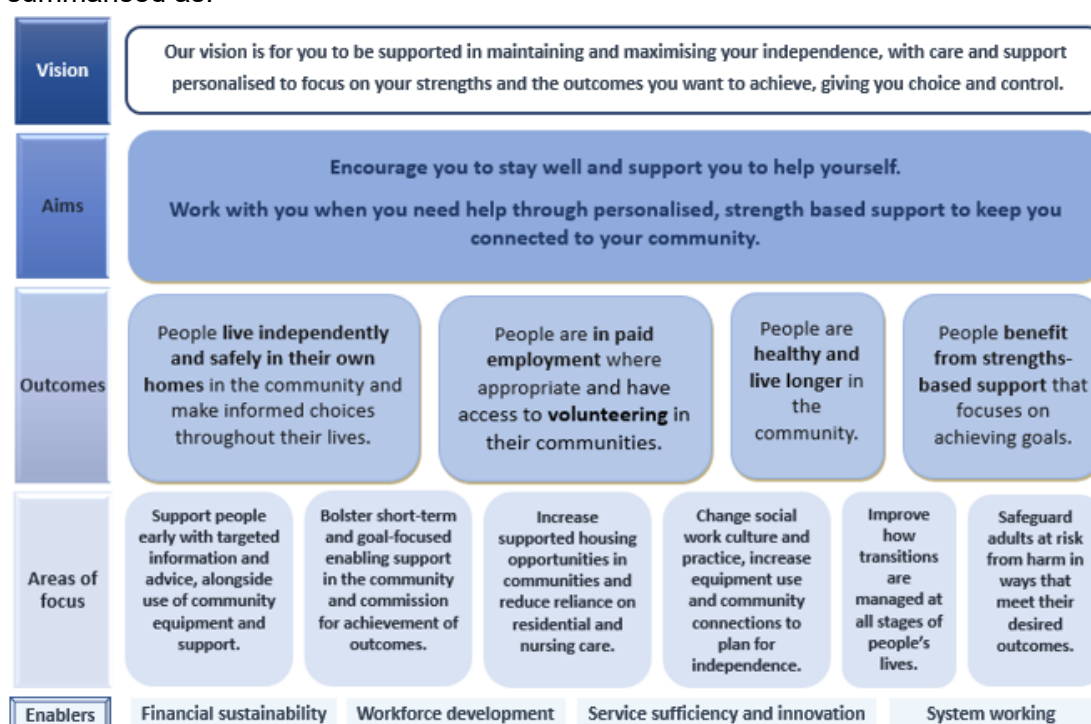 summarised as:
Vision
Our vision is for you to be supported in maintaining and maximising your independence, with care and support
personalised to focus on your strengths and the outcomes you want to achieve, giving you choice and control.
Aims
Encourage you to stay well and support you to help yourself.
Work with you when you need help through personalised, strength based support to keep you
connected to your community.
Outcomes
People live independently
and safely in their own
homes in the community and
make informed choices
throughout their lives.
People are in paid
employment where
appropriate and have
access to volunteering in
their communities.
People are
healthy and
live longer in
the
community.
People benefit
from strengths-
based support that
focuses on
achieving goals.
Areas of
focus
Support people
early with targeted
information and
advice, alongside
use of community
equipment and
support.
Bolster short-term
and goal-focused
enabling support
in the community
and commission
for achievement of
outcomes.
Increase
supported housing
opportunities in
communities and
reduce reliance on
residential and
nursing care.
Change social
work culture and
practice, increase
equipment use
and community
connections to
plan for
independence.
Improve
how
transitions
are
managed at
all stages of
people's
lives.
Safeguard
adults at risk
from harm in
ways that
meet their
desired
outcomes.
Enablers
Financial sustainability
Workforce development
Service sufficiency and innovation
System working